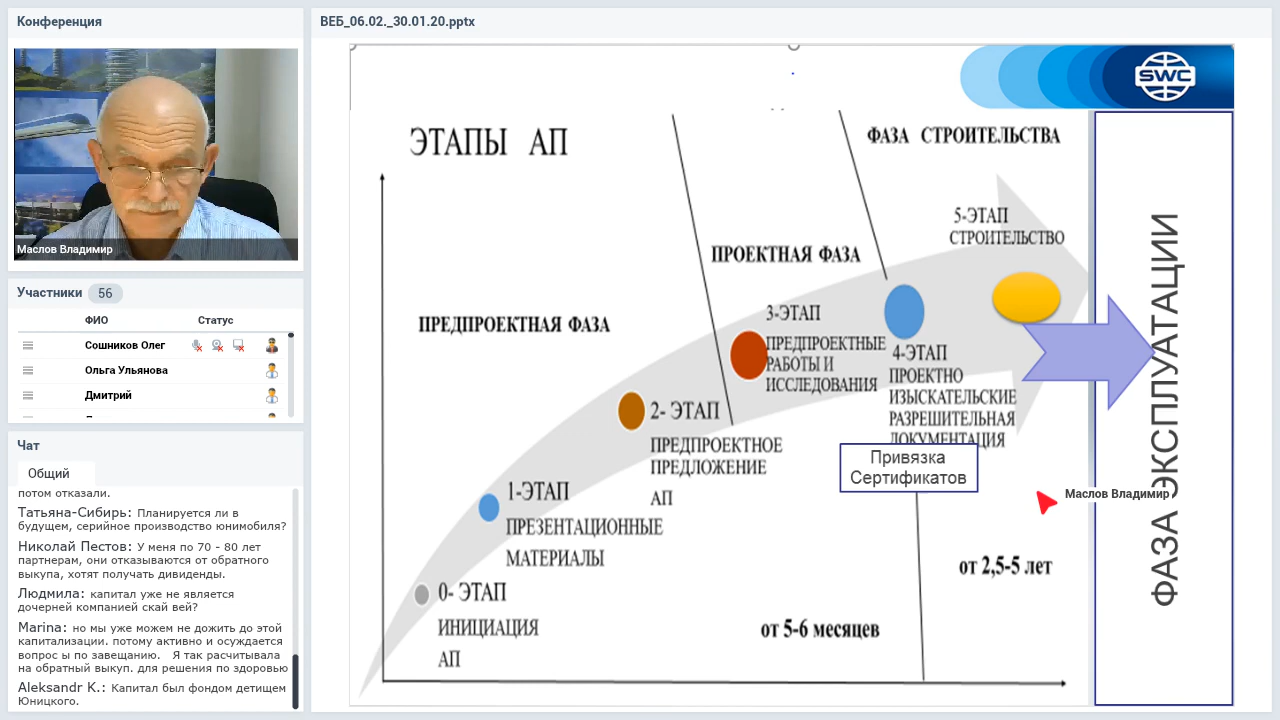 Конференция
Маслов Владимир
Участники 56
ФИО Статус
Сошников Олег
Ольга Ульянова
Дмитрий
Чат
Общий
потом отказали.
Татьяна-Сибирь: Планируется ли в
будущем, серийное производство юнимобиля?
Николай Пестов: У меня по 70 - 80 лет
партнерам, они отказываются от обратного
выкупа, хотят получать дивиденды.
Людмила: капитал уже не является
дочерней компанией скай вей?
Marina: но мы уже можем не дожить до этой
капитализации. потому активно и осуждается
вопрос ы по завещанию. Я так расчитывала
на обратный выкуп. для решения по здоровью
Aleksandr K.: Капитал был фондом детищем
Юницкого.
ВЕБ_06.02._30.01.20.pptx
SWC
ЭТАПЫ АП
ФАЗА СТРОИТЕЛЬСТВА
5-ЭТАП
СТРОИТЕЛЬСТВО
ПРОЕКТНАЯ ФАЗА
ПРЕДПРОЕКТНАЯ ФАЗА
3-ЭТАП
ПРЕДПРОЕКТНЫЕ
РАБОТЫ И
ИССЛЕДОВАНИЯ
4-ЭТАП
ПРОЕКТНО
ИЗЫСКАТЕЛЬСКИЕ
РАЗРЕШИТЕЛЬНАЯ
ДОКУМЕНТАЦИЯ
2- ЭТАП
ПРЕДПРОЕКТНОЕ
ПРЕДЛОЖЕНИЕ
АП
Привязка
Сертификатов
1-ЭТАП
ПРЕЗЕНТАЦИОННЫЕ
МАТЕРИАЛЫ
0- ЭТАП
ИНИЦИАЦИЯ
АП
от 5-6 месяцев
от 2,5-5 лет
Маслов Владимир
ФАЗА ЭКСПЛУАТАЦИИ